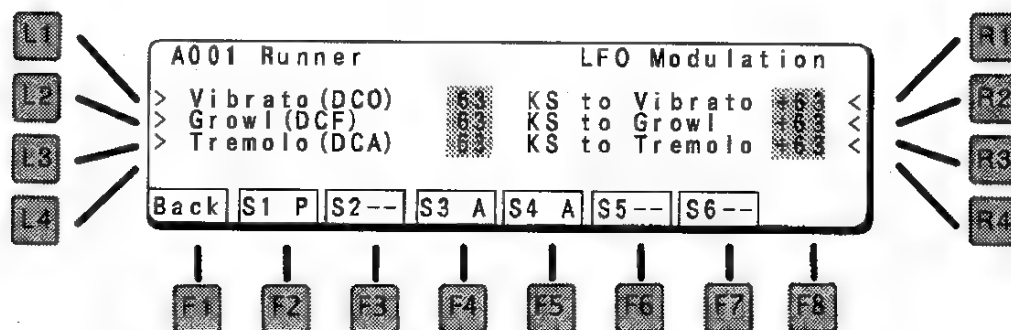 L1
L2
L3
L4
A001 Runner LFO Modulation
> Vibrato(DCO) 63 KS to Vibrato +63 <
> Growl(DCF) 63 KS to Growl +63 <
> Tremolo(DCA) 63 KS to Tremolo +63 <
Back S1 P S2-- S3 A S4 A S5-- S6--
R1
R2
R3
R4
F1 F2 F3 F4 F5 F6 F7 F8